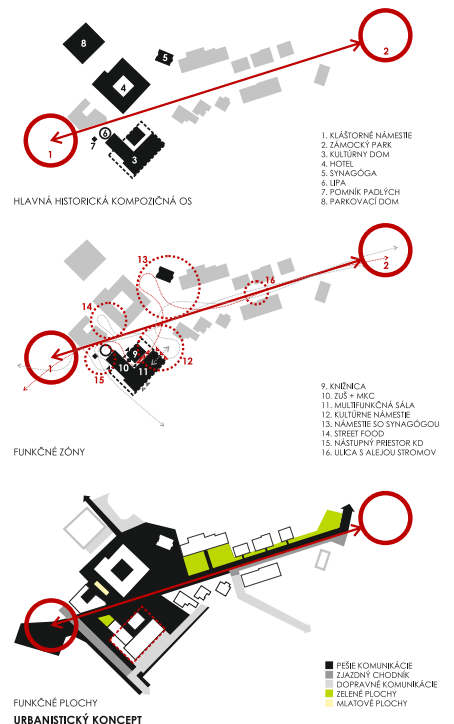 8
5
2
4
6
1
7
3
1. KLÁŠTORNÉ NÁMESTIE
2. ZÁMOCKÝ PARK
3. KULTÚRNY DOM
4. HOTEL
5. SYNAGÓGA
6. LIPA
7. POMNÍK PADLÝCH
8. PARKOVACÍ DOM
HLAVNÁ HISTORICKÁ KOMPOZIČNÁ OS
13
2
16
14
1
9
12
15
10
11
9. KNIŽNICA
10. ZUŠ + MKC
11. MULTIFUNKČNÁ SÁLA
12. KULTÚRNE NÁMESTIE
13. NÁMESTIE SO SYNAGÓGOU
14. STREET FOOD
15. NÁSTUPNÝ PRIESTOR KD
16. ULICA S ALEJOU STROMOV
FUNKČNÉ ZÓNY
PEŠIE KOMUNIKÁCIE
ZJAZDNÝ CHODNÍK
DOPRAVNÉ KOMUNIKÁCIE
ZELENÉ PLOCHY
MLATOVÉ PLOCHY
FUNKČNÉ PLOCHY
URBANISTICKÝ KONCEPT